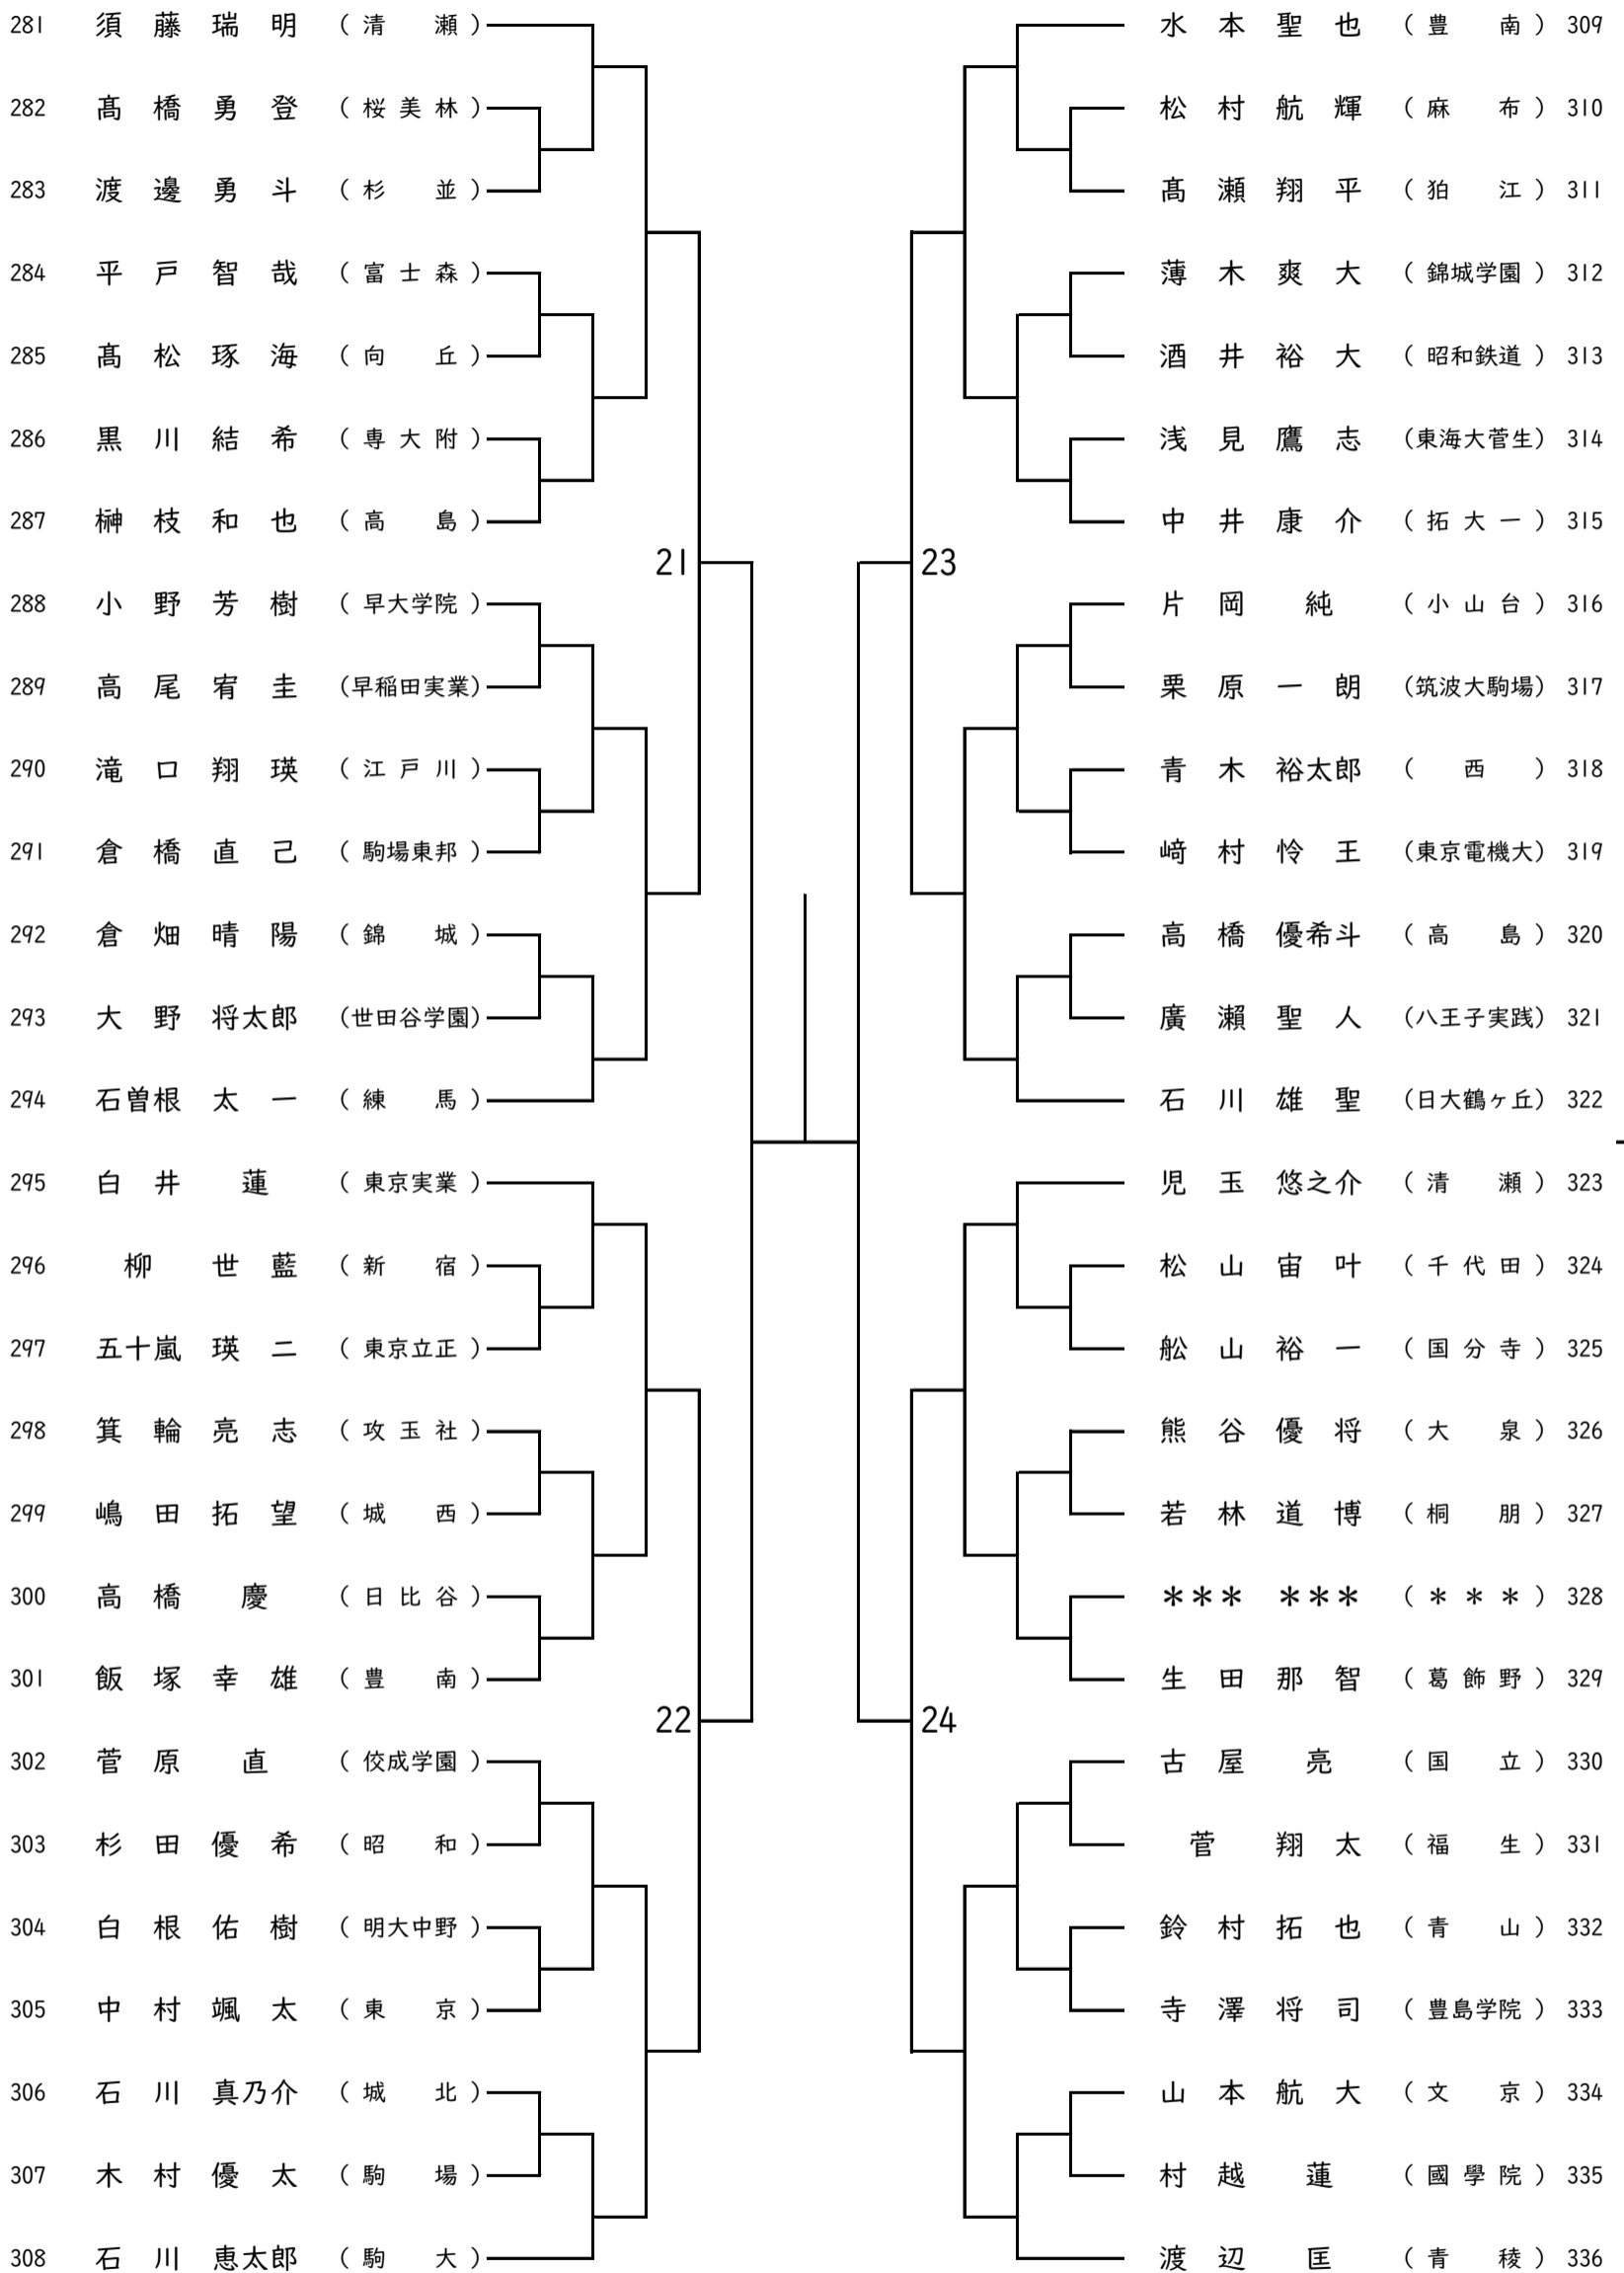 281 須藤瑞明 (清瀬)
282 髙橋勇登 (桜美林)
283 渡邊勇斗 (杉並)
284 平戸智哉 (富士森)
285 髙松琢海 (向丘)
286 黒川結希 (専大附)
287 榊枝和也 (高島)
21
288 小野芳樹 (早大学院)
289 高尾宥圭 (早稲田実業)
290 滝口翔瑛 (江戸川)
291 倉橋直己 (駒場東邦)
292 倉畑晴陽 (錦城)
293 大野将太郎 (世田谷学園)
294 石曽根太一 (練馬)
295 白井蓮 (東京実業)
296 柳世藍 (新宿)
297 五十嵐瑛二 (東京立正)
298 箕輪亮志 (攻玉社)
299 嶋田拓望 (城西)
300 高橋慶 (日比谷)
301 飯塚幸雄 (豊南)
22
302 菅原直 (佼成学園)
303 杉田優希 (昭和)
304 白根佑樹 (明大中野)
305 中村颯太 (東京)
306 石川真乃介 (城北)
307 木村優太 (駒場)
308 石川恵太郎 (駒大)
水本聖也 (豊南) 309
松村航輝 (麻布) 310
髙瀬翔平 (狛江) 311
薄木爽大 (錦城学園) 312
酒井裕大 (昭和鉄道) 313
浅見鷹志 (東海大菅生) 314
中井康介 (拓大一) 315
23
片岡純 (小山台) 316
栗原一朗 (筑波大駒場) 317
青木裕太郎 (西) 318
﨑村怜王 (東京電機大) 319
高橋優希斗 (高島) 320
廣瀨聖人 (八王子実践) 321
石川雄聖 (日大鶴ヶ丘) 322
児玉悠之介 (清瀬) 323
松山宙叶 (千代田) 324
舩山裕一 (国分寺) 325
熊谷優将 (大泉) 326
若林道博 (桐朋) 327
*** *** (***) 328
生田那智 (葛飾野) 329
24
古屋亮 (国立) 330
菅翔太 (福生) 331
鈴村拓也 (青山) 332
寺澤将司 (豊島学院) 333
山本航大 (文京) 334
村越蓮 (國學院) 335
渡辺匡 (青稜) 336